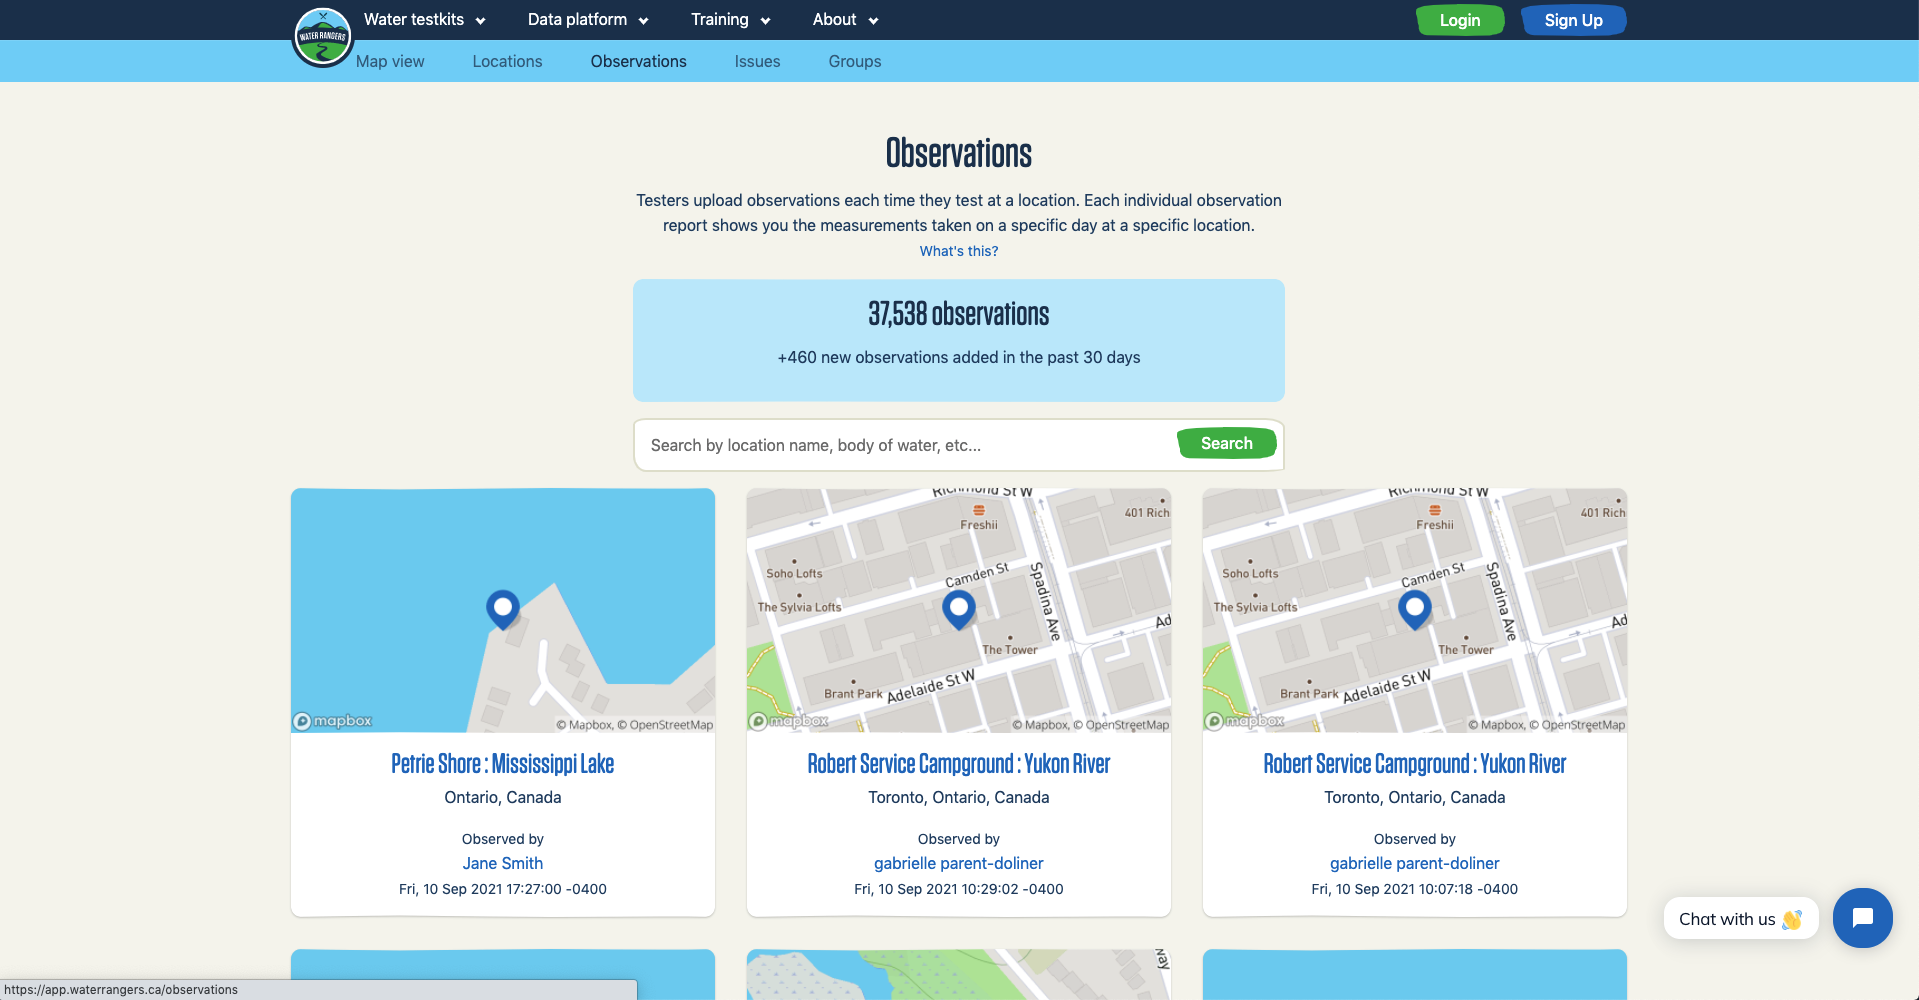 Water testkits
Data platform
Training
About
Login
Sign Up
WATER RANGERS
Map view
Locations
Observations
Issues
Groups
Observations
Testers upload observations each time they test at a location. Each individual observation
report shows you the measurements taken on a specific day at a specific location.
What's this?
37,538 observations
+460 new observations added in the past 30 days
Search by location name, body of water, etc...
Search
mapbox
© Mapbox, © OpenStreetMap
Petrie Shore : Mississippi Lake
Ontario, Canada
Observed by
Jane Smith
Fri, 10 Sep 2021 17:27:00 -0400
Richmond St W
401 Rich
Freshii
Soho Lofts
Camden St
Spadina Ave
The Sylvia Lofts
Ad
The Tower
Brant Park
Adelaide St W
mapbox
© Mapbox, © OpenStreetMap
Robert Service Campground : Yukon River
Toronto, Ontario, Canada
Observed by
gabrielle parent-doliner
Fri, 10 Sep 2021 10:29:02 -0400
Richmond St W
401 Rich
Freshii
Soho Lofts
Camden St
Spadina Ave
The Sylvia Lofts
Ad
The Tower
Brant Park
Adelaide St W
mapbox
© Mapbox, © OpenStreetMap
Robert Service Campground : Yukon River
Toronto, Ontario, Canada
Observed by
gabrielle parent-doliner
Fri, 10 Sep 2021 10:07:18 -0400
Chat with us 👋
way
https://app.waterrangers.ca/observations